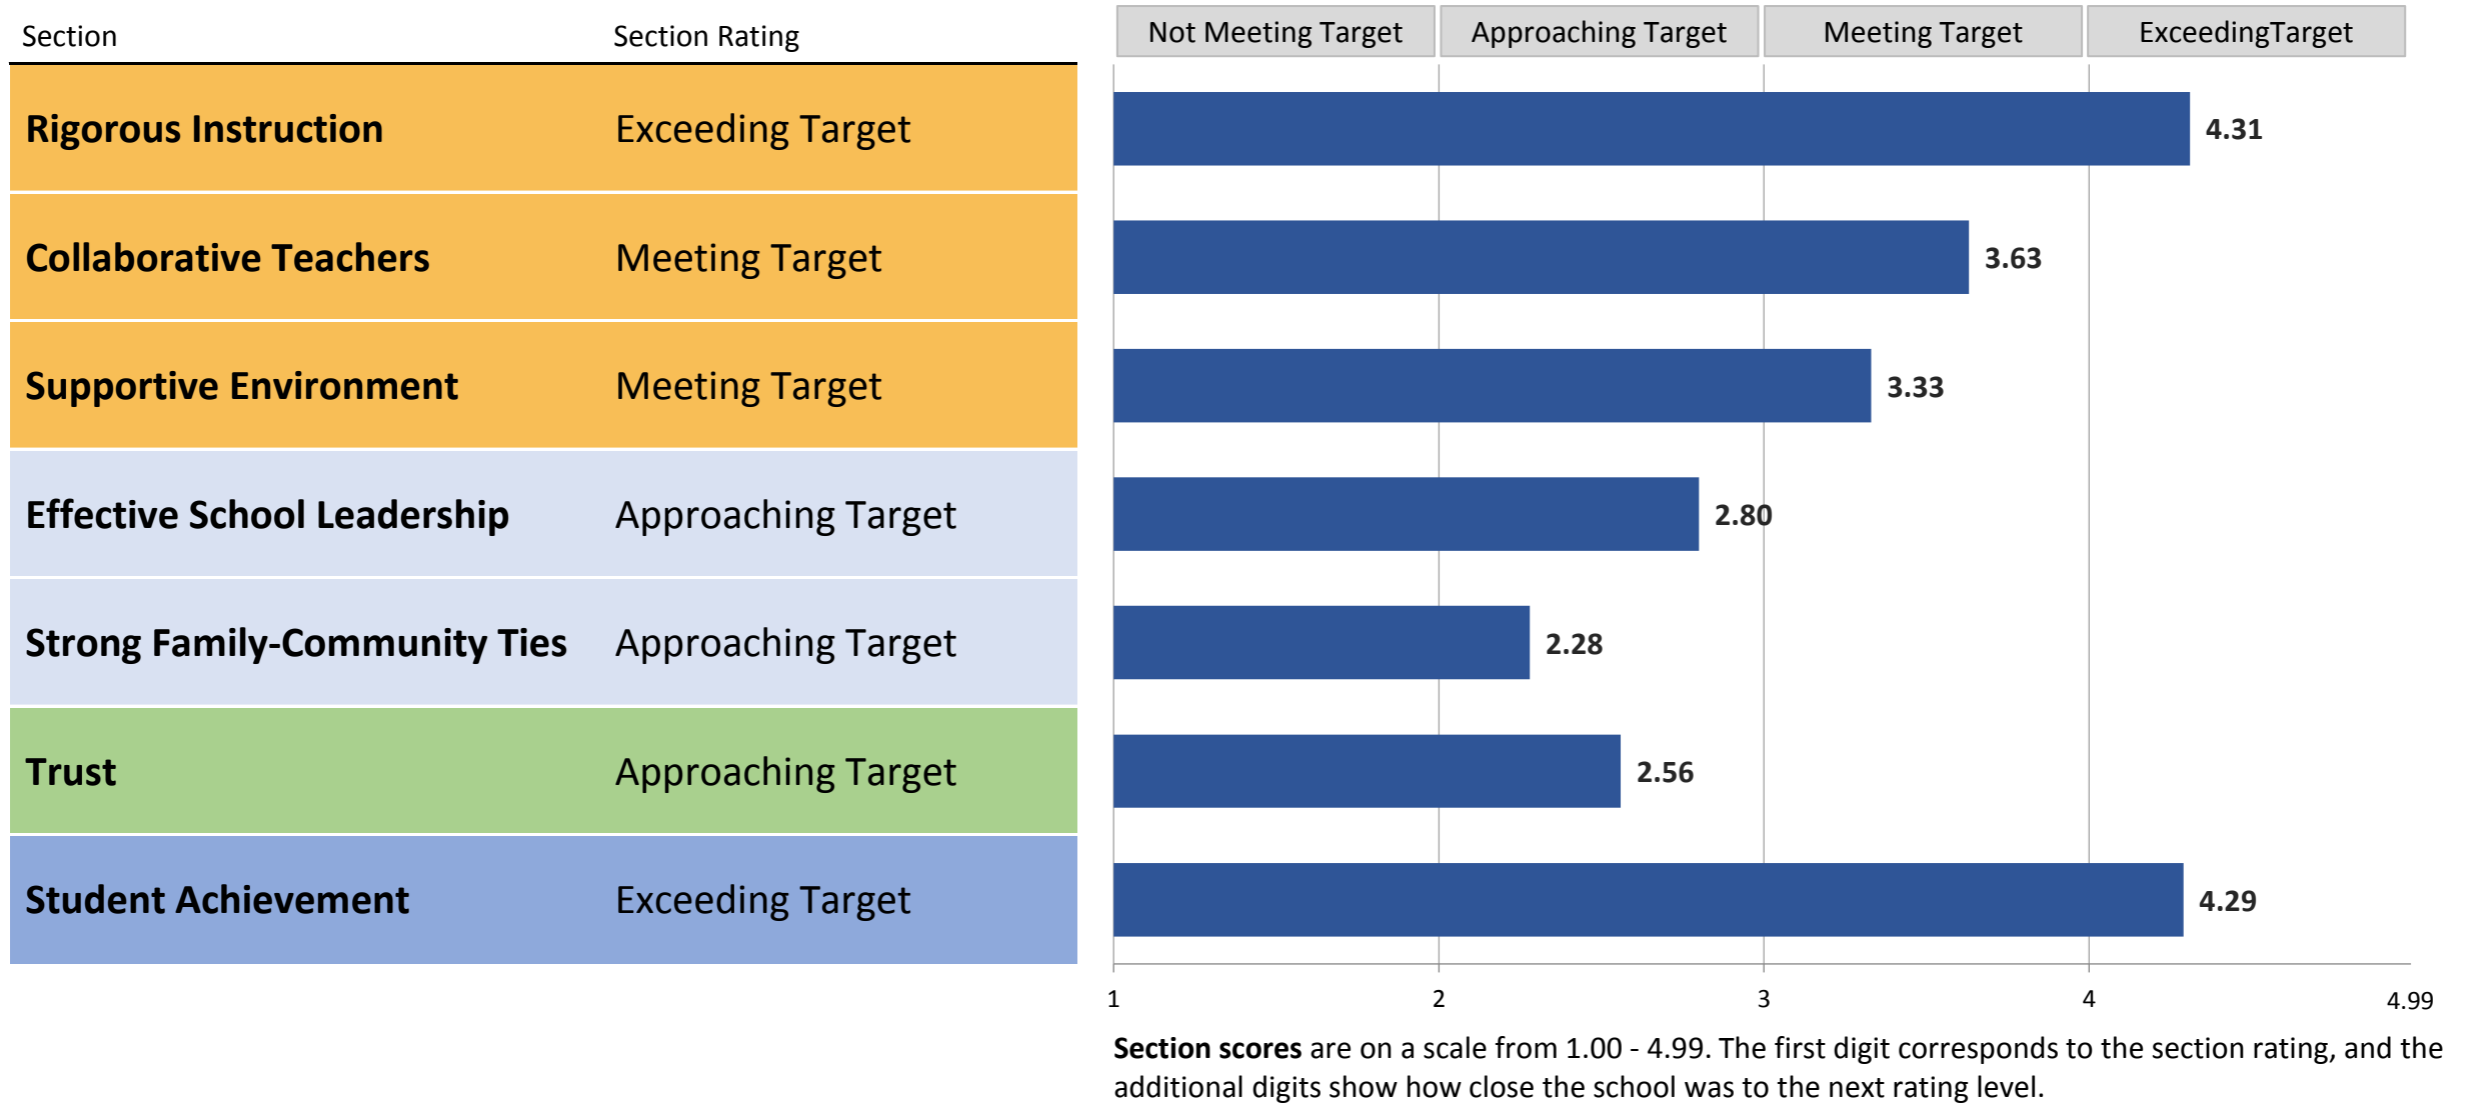 Section Section Rating Not Meeting Target Approaching Target Meeting Target ExceedingTarget
Rigorous Instruction Exceeding Target 4.31
Collaborative Teachers Meeting Target 3.63
Supportive Environment Meeting Target 3.33
Effective School Leadership Approaching Target 2.80
Strong Family-Community Ties Approaching Target 2.28
Trust Approaching Target 2.56
Student Achievement Exceeding Target 4.29
1 2 3 4 4.99
Section scores are on a scale from 1.00 - 4.99. The first digit corresponds to the section rating, and the
additional digits show how close the school was to the next rating level.